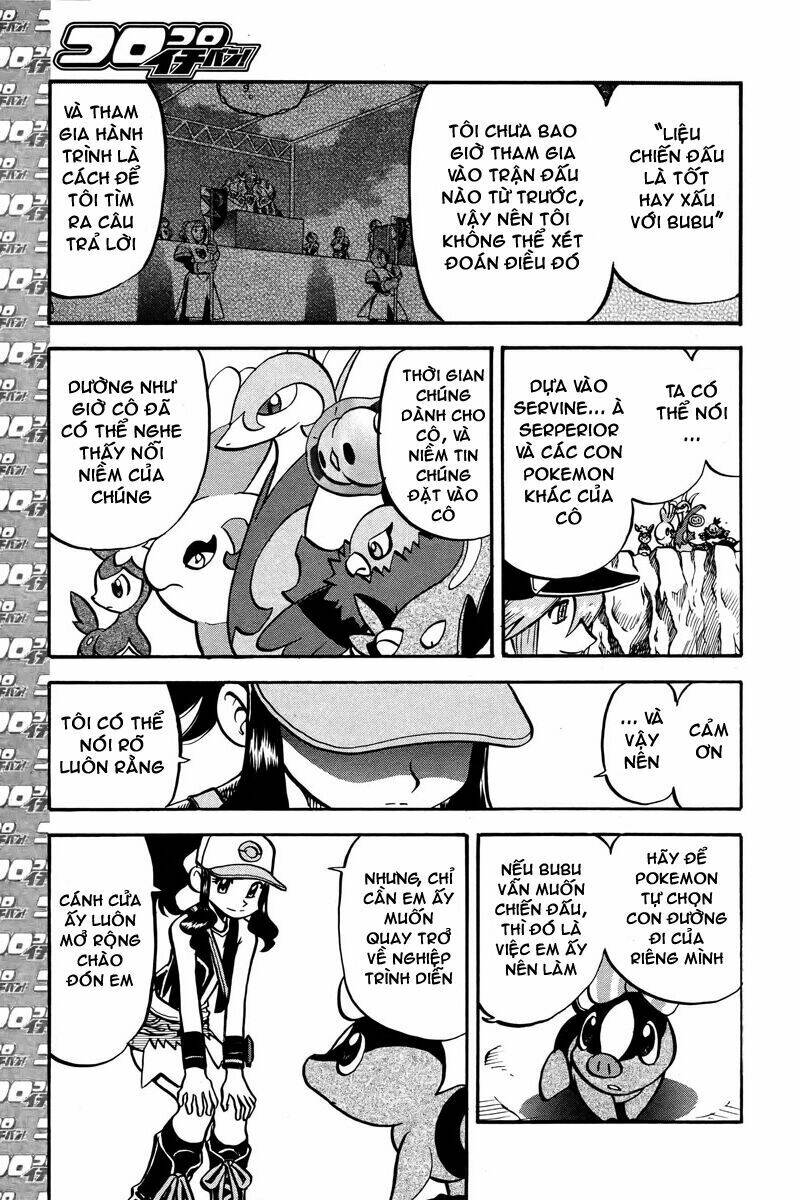 コロコロ
イチバン!
"LIỆU
CHIẾN ĐẤU
LÀ TỐT
HAY XẤU
VỚI BUBU"
TÔI CHƯA BAO
GIỜ THAM GIA
VÀO TRẬN ĐẤU
NÀO TỪ TRƯỚC,
VẬY NÊN TÔI
KHÔNG THỂ XÉT
ĐOÁN ĐIỀU ĐÓ
VÀ THAM
GIA HÀNH
TRÌNH LÀ
CÁCH ĐỂ
TÔI TÌM
RA CÂU
TRẢ LỜI
TA CÓ
THỂ NÓI
...
DỰA VÀO
SERVINE... À
SERPERIOR
VÀ CÁC CON
POKEMON
KHÁC CỦA
CÔ
THỜI GIAN
CHÚNG
DÀNH CHO
CÔ, VÀ
NIỀM TIN
CHÚNG
ĐẶT VÀO
CÔ
DƯỜNG NHƯ
GIỜ CÔ ĐÃ
CÓ THỂ NGHE
THẤY NỖI
NIỀM CỦA
CHÚNG
CẢM
ƠN
... VÀ
VẬY
NÊN
TÔI CÓ THỂ
NÓI RÕ
LUÔN RẰNG
HÃY ĐỂ
POKEMON
TỰ CHỌN
CON ĐƯỜNG
ĐI CỦA
RIÊNG MÌNH
NẾU BUBU
VẪN MUỐN
CHIẾN ĐẤU,
THÌ ĐÓ LÀ
VIỆC EM ẤY
NÊN LÀM
NHƯNG, CHỈ
CẦN EM ẤY
MUỐN
QUAY TRỞ
VỀ NGHIỆP
TRÌNH DIỄN
CÁNH CỬA
ẤY LUÔN
MỞ RỘNG
CHÀO
ĐÓN EM